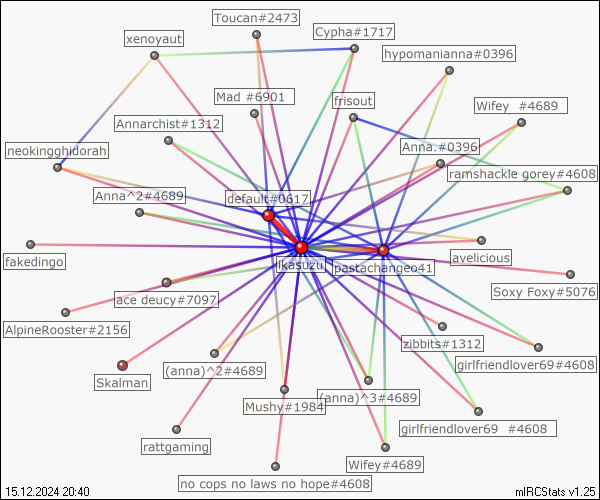 Toucan#2473
Cypha#1717
xenoyaut
hypomanianna#0396
Mad #6901
frisout
Wifey #4689
Annarchist#1312
neokingghidorah
Anna.#0396
ramshackle gorey#4608
Anna^2#4689
default#0617
fakedingo
ikasuzu
pastachangeo41
avelicious
Soxy Foxy#5076
ace deucy#7097
AlpineRooster#2156
zibbits#1312
girlfriendlover69#4608
Skalman
(anna)^2#4689
(anna)^3#4689
Mushy#1984
girlfriendlover69 #4608
rattgaming
Wifey#4689
no cops no laws no hope#4608
15.12.2024 20:40
mIRCStats v1.25